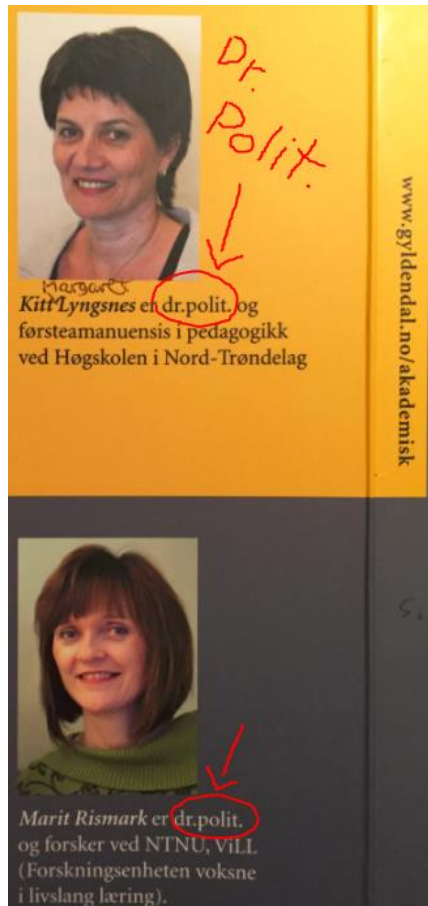 Dr.
Polit.
Margaret
Kitt Lyngsnes er dr.polit. og
førsteamanuensis i pedagogikk
ved Høgskolen i Nord-Trøndelag
www.gyldendal.no/akademisk
Marit Rismark er dr.polit.
og forsker ved NTNU, ViLL
(Forskningsenheten voksne
i livslang læring).